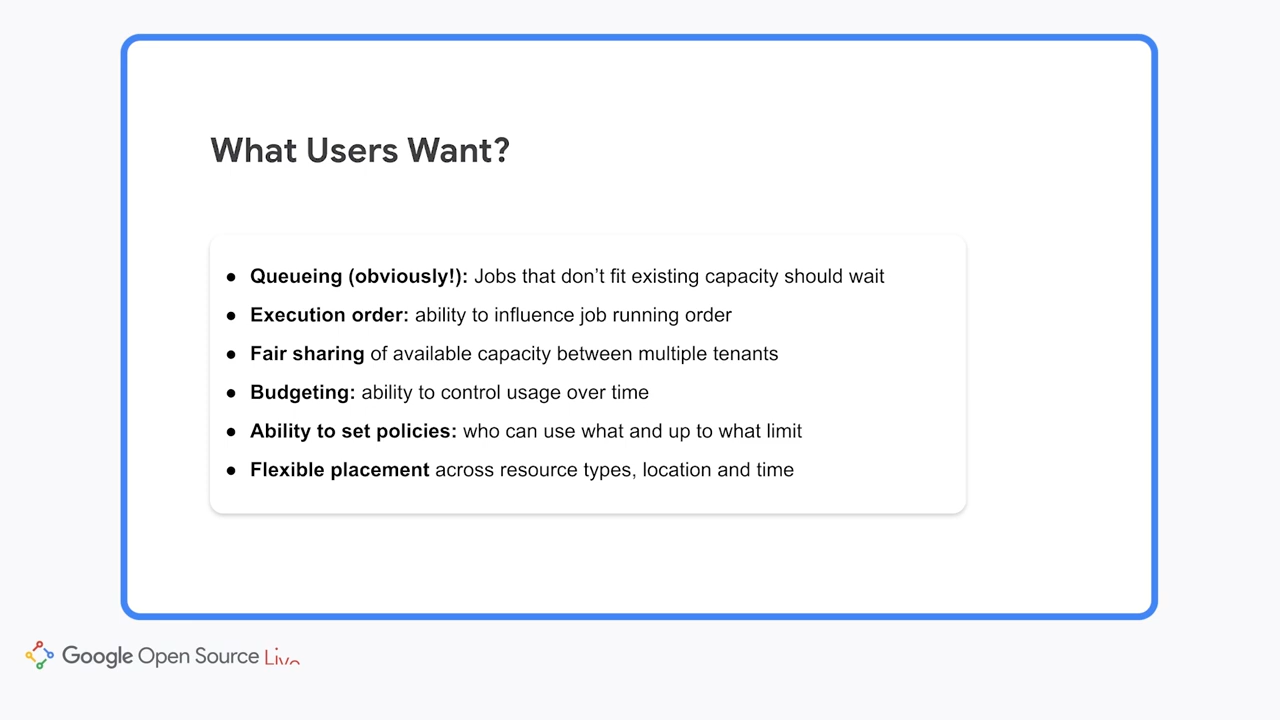 What Users Want?
● Queueing (obviously!): Jobs that don’t fit existing capacity should wait
● Execution order: ability to influence job running order
● Fair sharing of available capacity between multiple tenants
● Budgeting: ability to control usage over time
● Ability to set policies: who can use what and up to what limit
● Flexible placement across resource types, location and time
Google Open Source Live